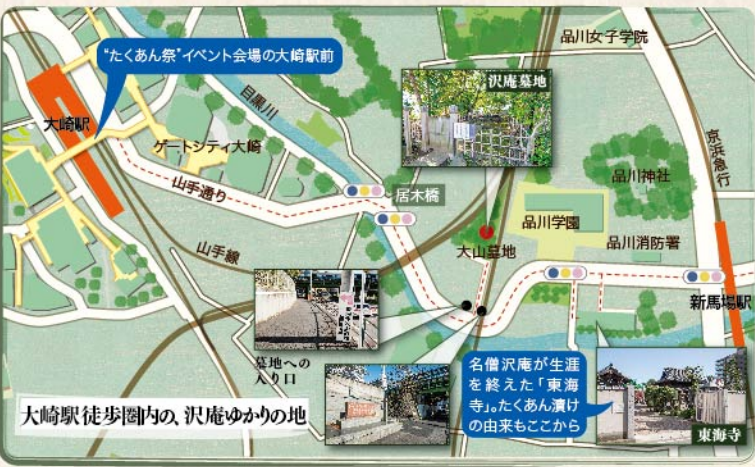 “たくあん祭”イベント会場の大崎駅前
品川女子学院
沢庵墓地
目黒川
大崎駅
ゲートシティ大崎
京浜急行
品川神社
山手通り
居木橋
品川学園
大山墓地
品川消防署
山手線
新馬場駅
墓地への
入り口
名僧沢庵が生涯
を終えた「東海
寺」。たくあん漬け
の由来もここから
大崎駅徒歩圏内の、沢庵ゆかりの地
東海寺